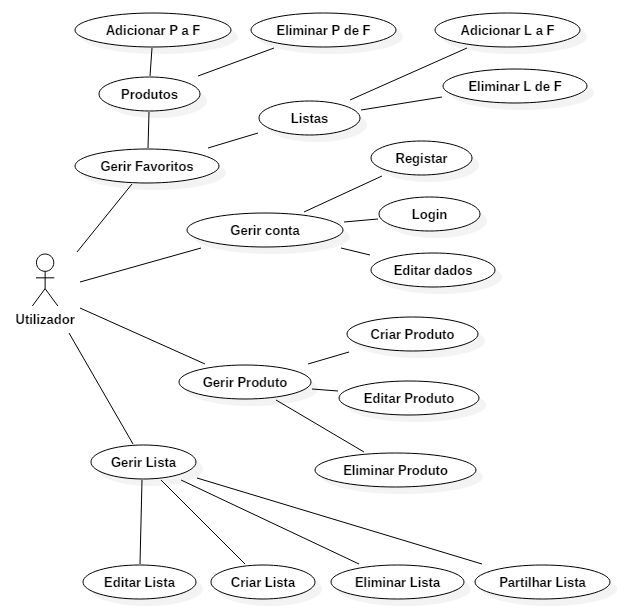 Adicionar P a F
Eliminar P de F
Adicionar L a F
Produtos
Eliminar L de F
Listas
Gerir Favoritos
Registar
Gerir conta
Login
Editar dados
Utilizador
Criar Produto
Gerir Produto
Editar Produto
Gerir Lista
Eliminar Produto
Editar Lista
Criar Lista
Eliminar Lista
Partilhar Lista